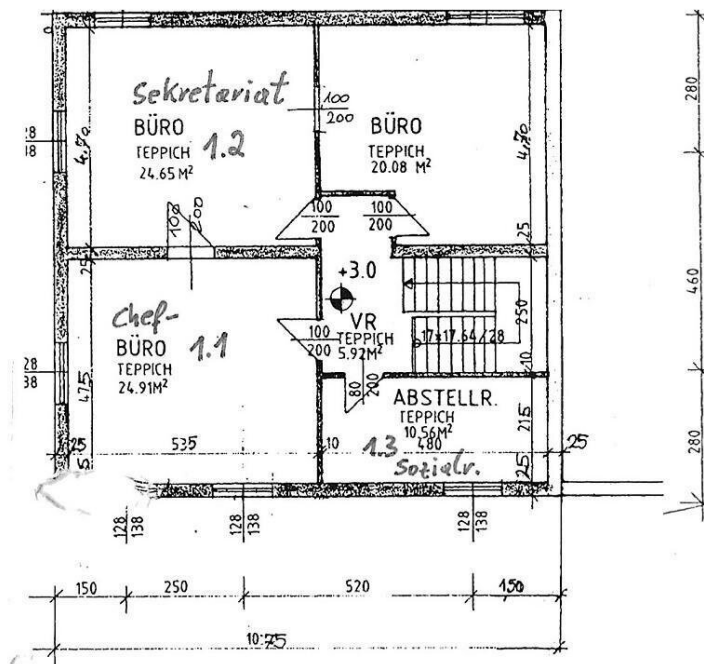 280
Sekretariat
100
200
BÜRO
1.2
TEPPICH
24.65 M²
BÜRO
TEPPICH
20.08 M²
4,70
4,70
100
200
100
200
100
200
25
25
+3.0
460
Chef-
BÜRO
1.1
TEPPICH
24.91M²
475
VR
TEPPICH
5.92M²
100
200
17×17.64/28
250
10
80
200
ABSTELLR.
TEPPICH
10.56M²
1.3
Sozialr.
215
25
535
10
480
25
25
280
128
138
128
138
128
138
150
250
520
1,50
10.75